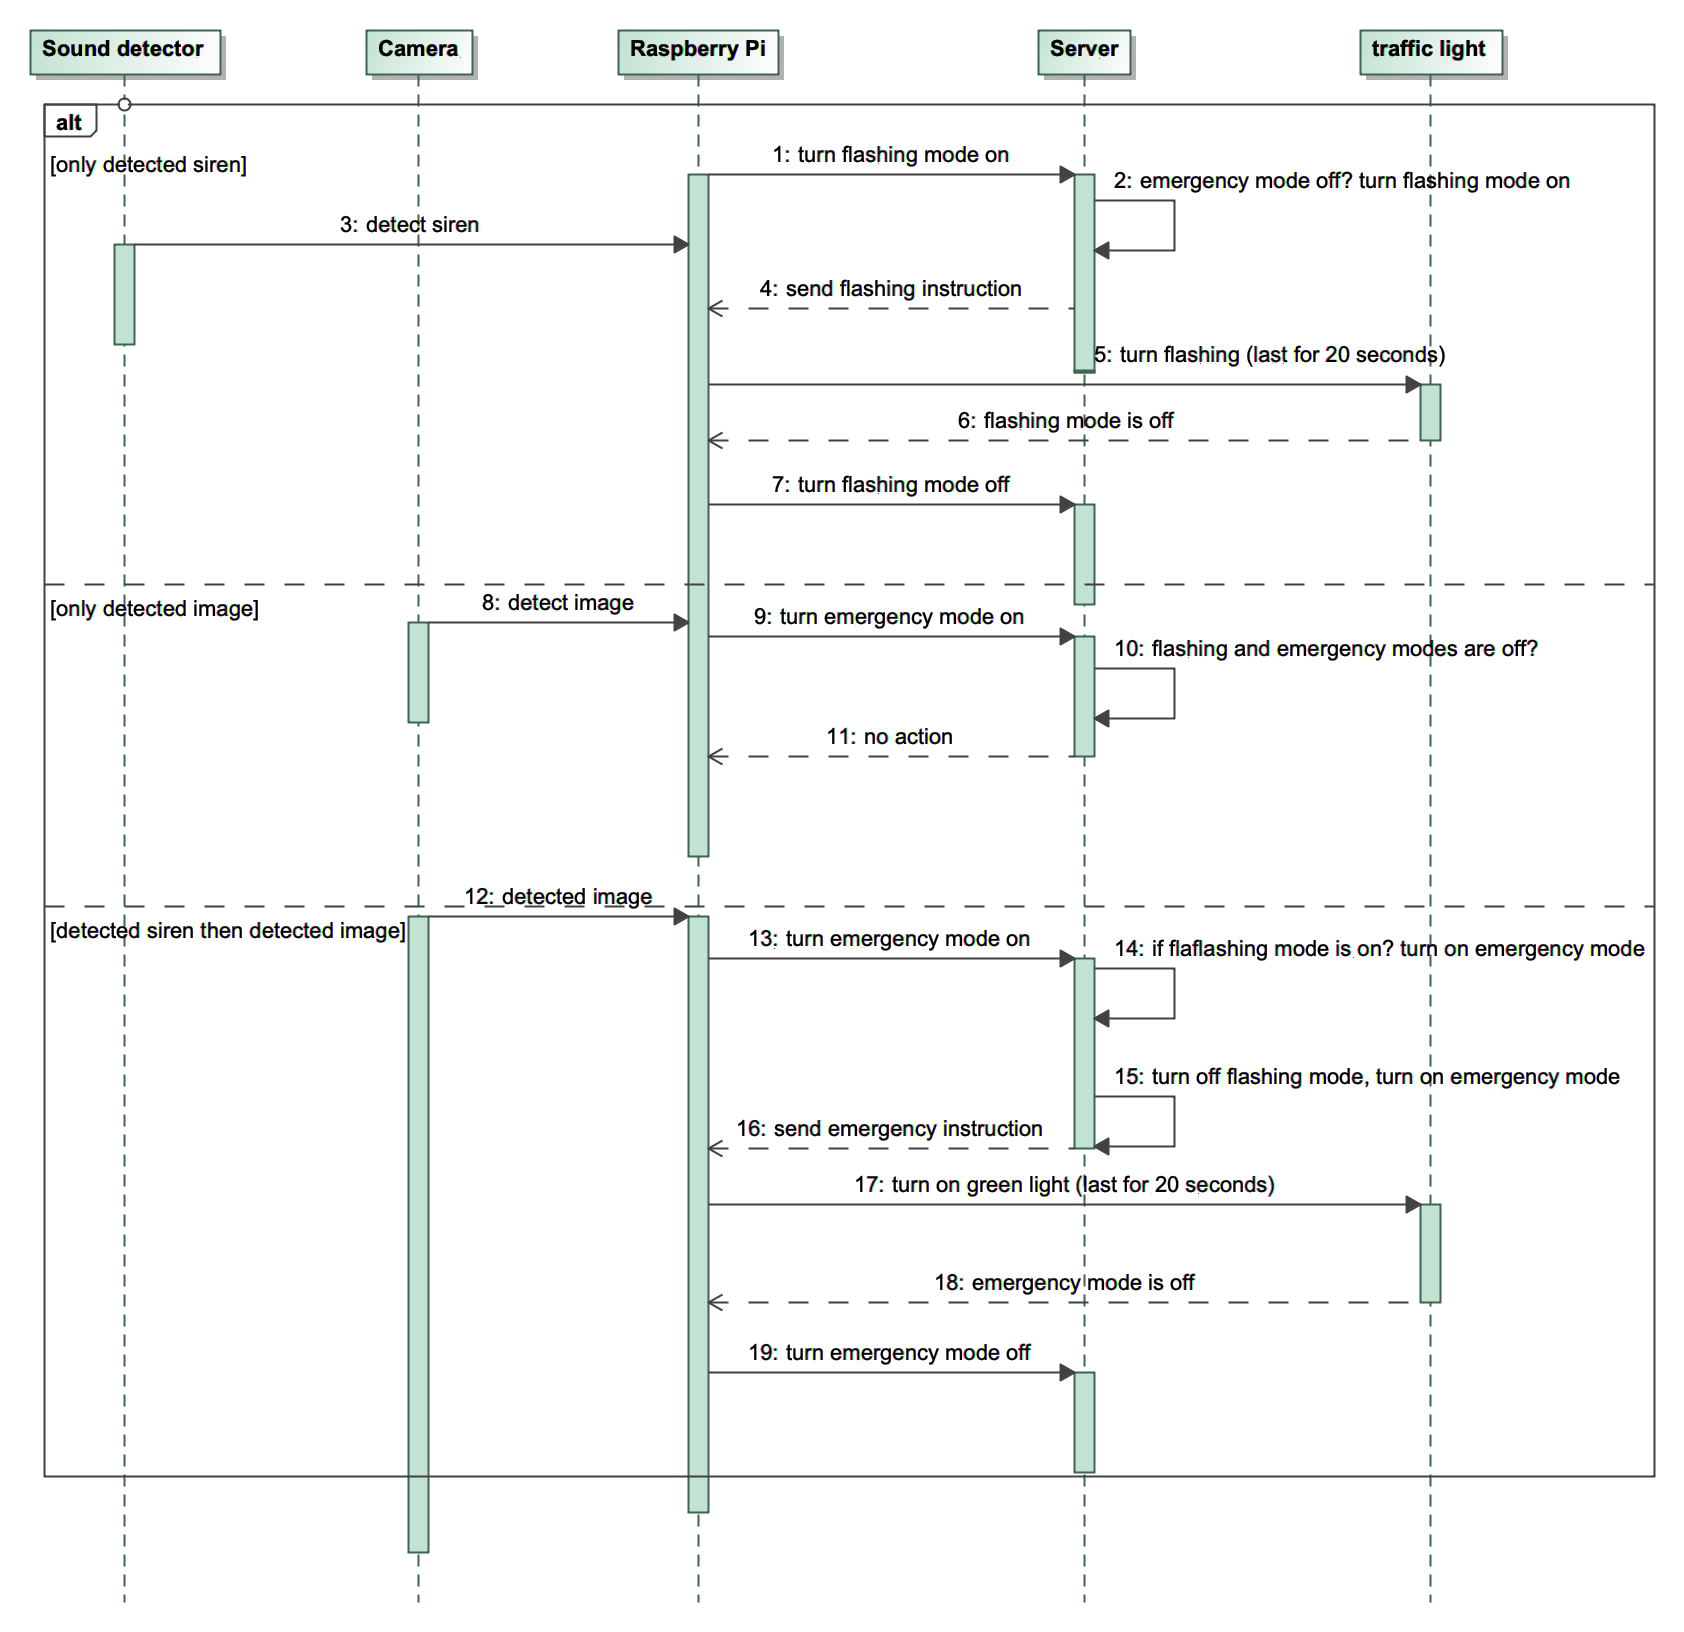 Sound detector
Camera
Raspberry Pi
Server
traffic light
alt
[only detected siren]
1: turn flashing mode on
2: emergency mode off? turn flashing mode on
3: detect siren
4: send flashing instruction
5: turn flashing (last for 20 seconds)
6: flashing mode is off
7: turn flashing mode off
[only detected image]
8: detect image
9: turn emergency mode on
10: flashing and emergency modes are off?
11: no action
12: detected image
[detected siren then detected image]
13: turn emergency mode on
14: if flaflashing mode is on? turn on emergency mode
15: turn off flashing mode, turn on emergency mode
16: send emergency instruction
17: turn on green light (last for 20 seconds)
18: emergency mode is off
19: turn emergency mode off